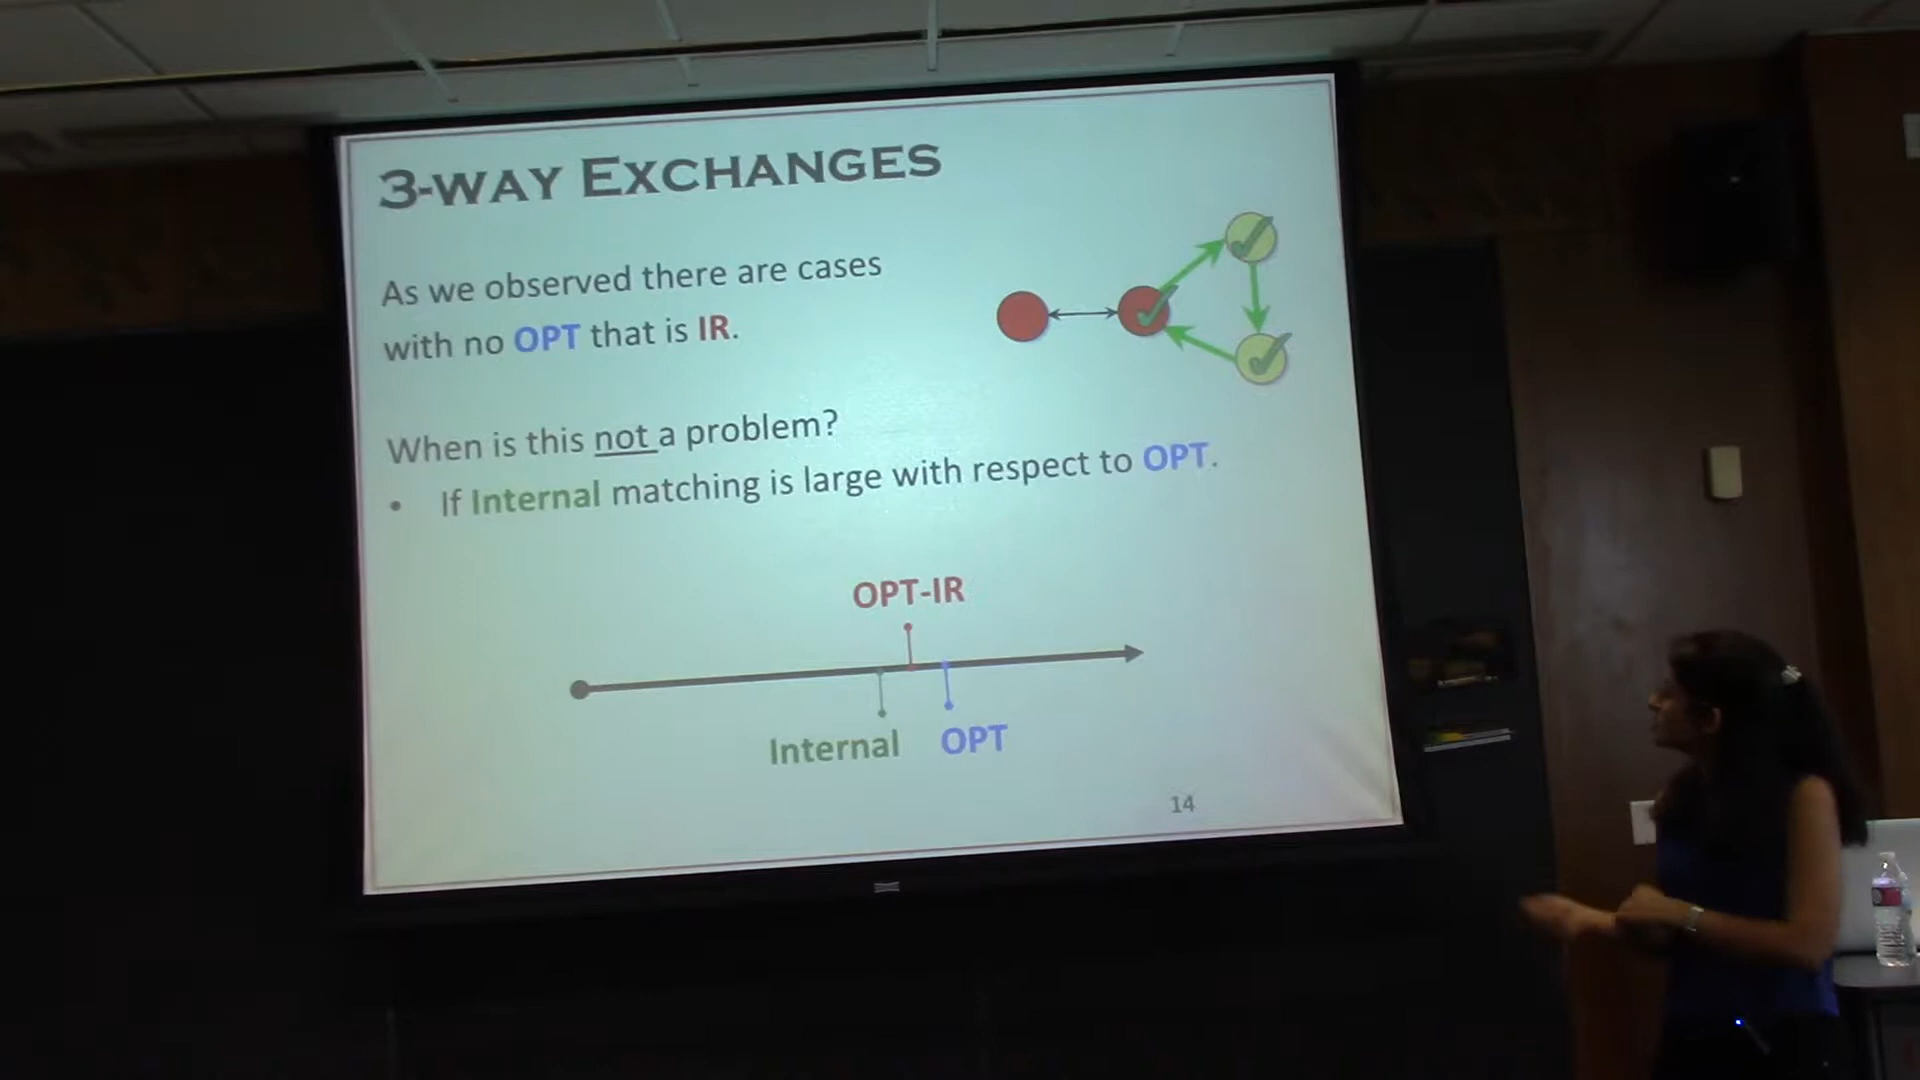 3-WAY EXCHANGES
As we observed there are cases
with no OPT that is IR.
When is this not a problem?
• If Internal matching is large with respect to OPT.
OPT-IR
Internal OPT
14